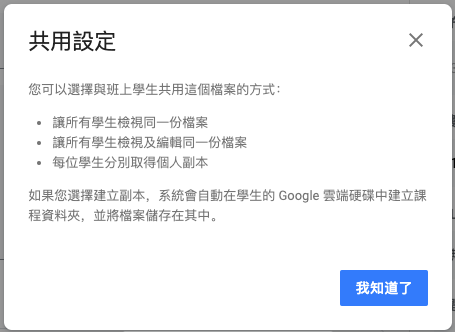 共用設定
您可以選擇與班上學生共用這個檔案的方式：
• 讓所有學生檢視同一份檔案
• 讓所有學生檢視及編輯同一份檔案
• 每位學生分別取得個人副本
如果您選擇建立副本，系統會自動在學生的 Google 雲端硬碟中建立課
程資料夾，並將檔案儲存在其中。
我知道了